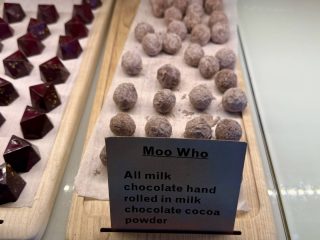 Moo Who
All milk
chocolate hand
rolled in milk
chocolate cocoa
powder